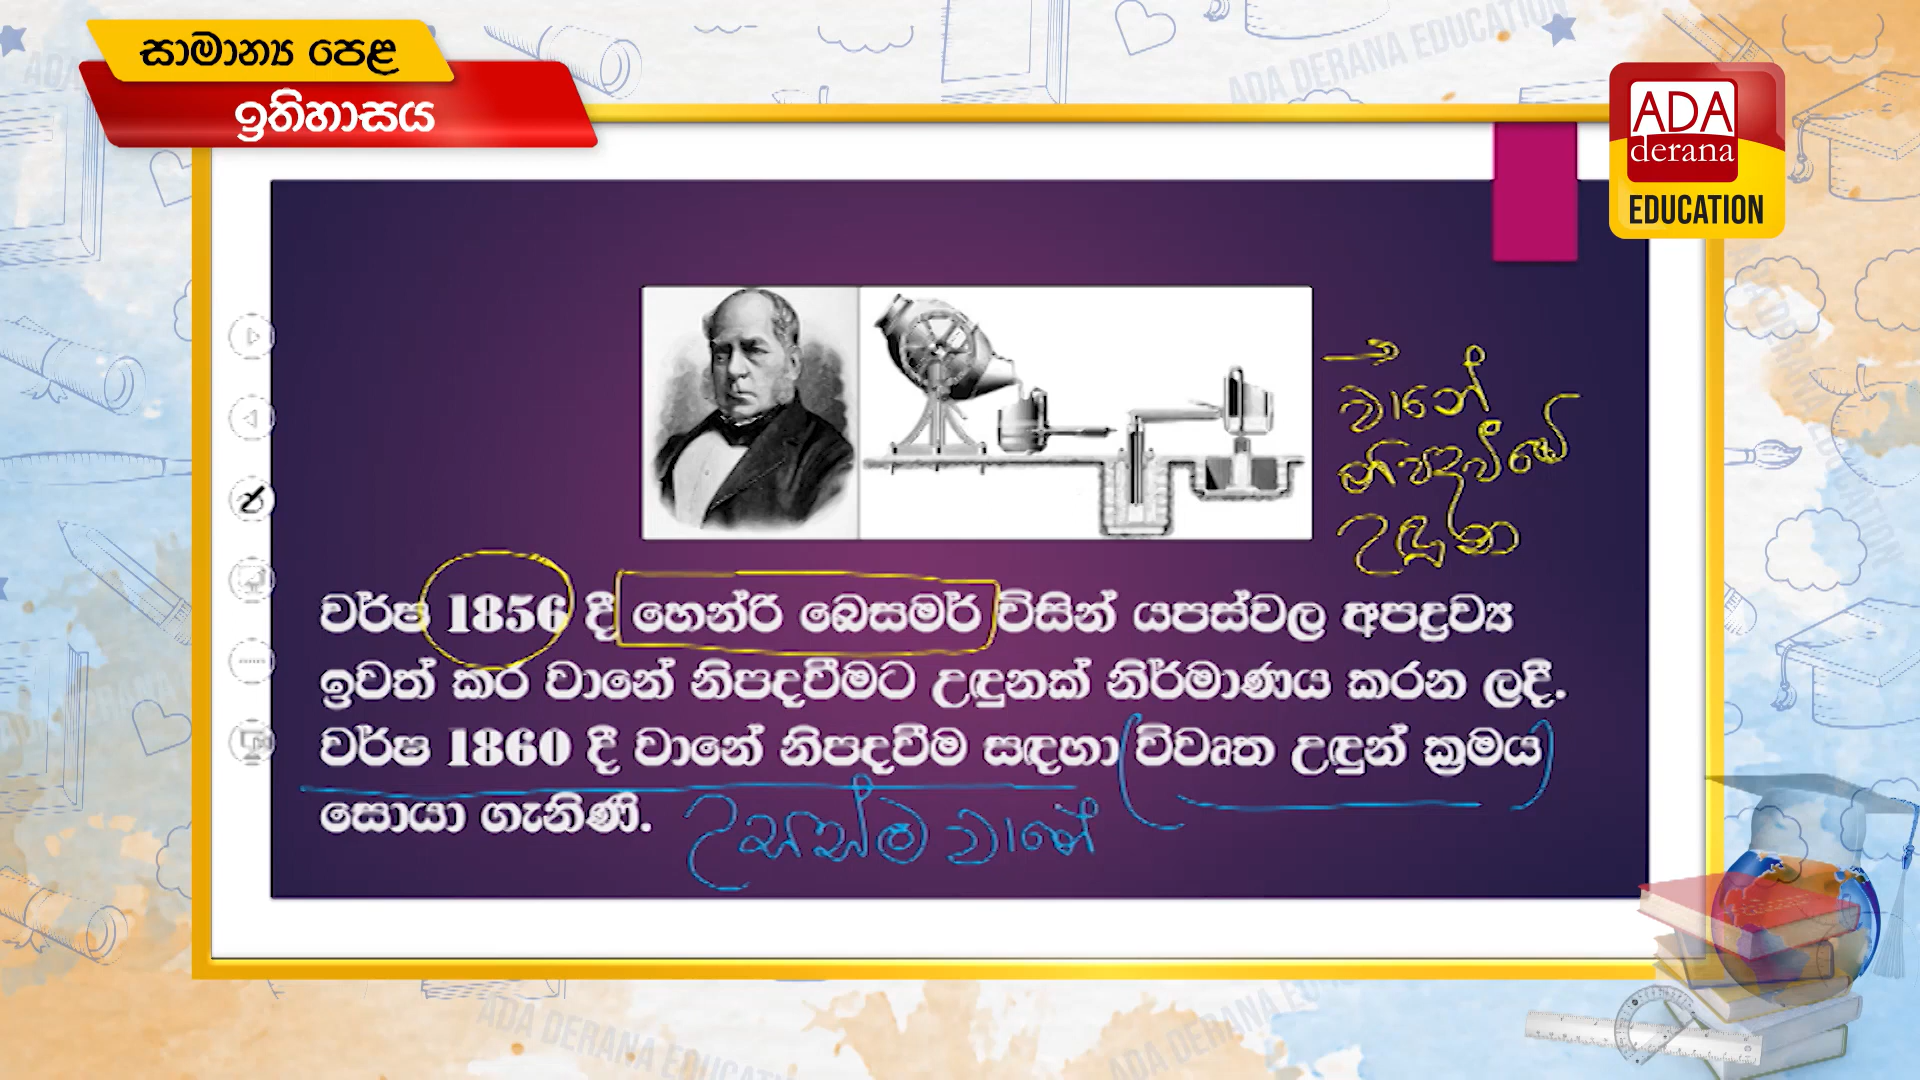 සාමාන්‍ය පෙළ
ඉතිහාසය
ADA
derana
EDUCATION
වානේ
නිපදවීමේ
උඳුන
වර්ෂ 1856 දී හෙන්රි බෙසමර් විසින් යපස්වල අපද්‍රව්‍ය
ඉවත් කර වානේ නිපදවීමට උඳුනක් නිර්මාණය කරන ලදී.
වර්ෂ 1860 දී වානේ නිපදවීම සඳහා විවෘත උඳුන් ක්‍රමය
සොයා ගැනිණි.
උසස්ම වානේ